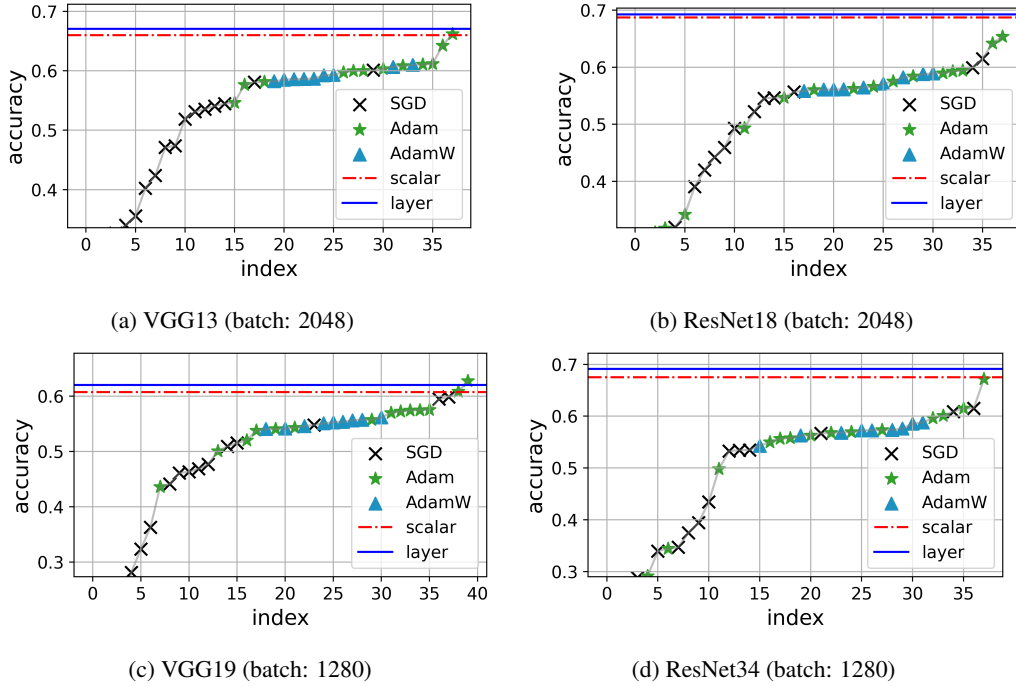 0.7
0.6
0.5
0.4
accuracy
0 5 10 15 20 25 30 35
index
SGD
Adam
AdamW
scalar
layer
(a) VGG13 (batch: 2048)
0.7
0.6
0.5
0.4
accuracy
0 5 10 15 20 25 30 35
index
SGD
Adam
AdamW
scalar
layer
(b) ResNet18 (batch: 2048)
0.6
0.5
0.4
0.3
accuracy
0 5 10 15 20 25 30 35 40
index
SGD
Adam
AdamW
scalar
layer
(c) VGG19 (batch: 1280)
0.7
0.6
0.5
0.4
0.3
accuracy
0 5 10 15 20 25 30 35
index
SGD
Adam
AdamW
scalar
layer
(d) ResNet34 (batch: 1280)